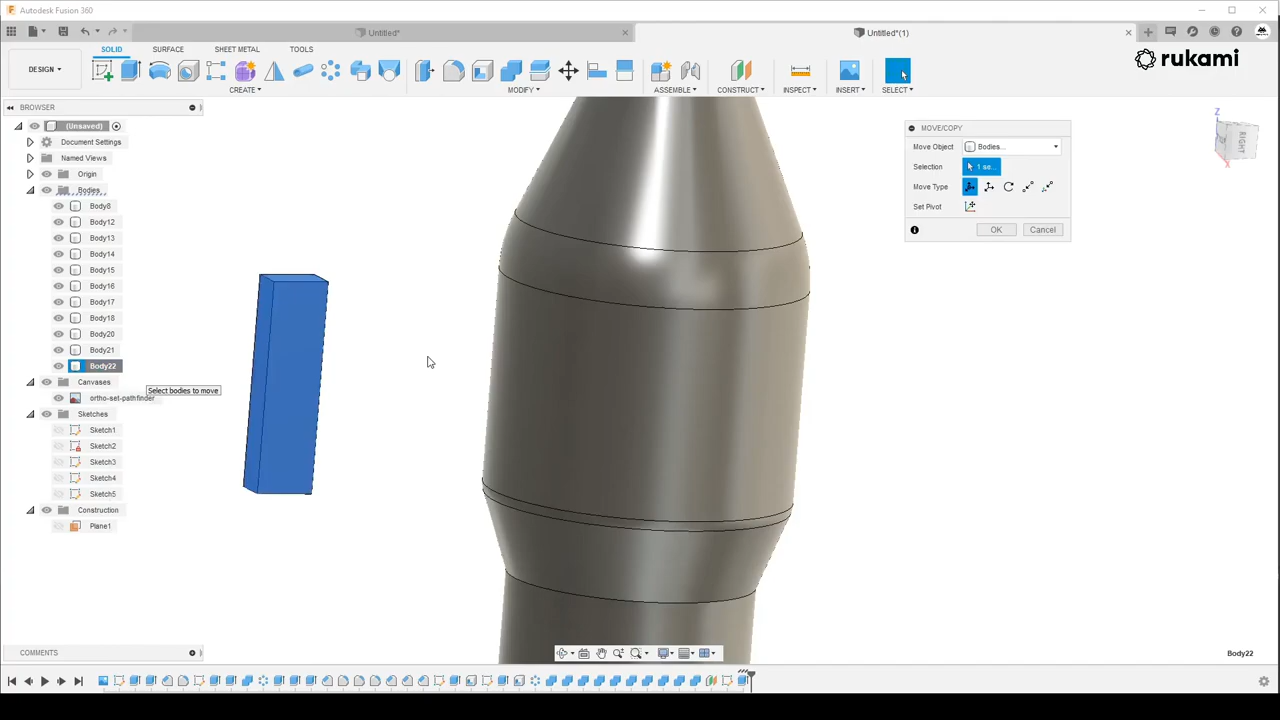 Autodesk Fusion 360
Untitled*
Untitled*(1)
DESIGN
SOLID
SURFACE
SHEET METAL
TOOLS
CREATE
MODIFY
ASSEMBLE
CONSTRUCT
INSPECT
INSERT
SELECT
rukami
BROWSER
(Unsaved)
Document Settings
Named Views
Origin
Bodies
Body8
Body12
Body13
Body14
Body15
Body16
Body17
Body18
Body20
Body21
Body22
Canvases
ortho-set-pathfinder
Select bodies to move
Sketches
Sketch1
Sketch2
Sketch3
Sketch4
Sketch5
Construction
Plane1
MOVE/COPY
Move Object
Bodies...
Selection
1 se...
Move Type
Set Pivot
OK
Cancel
Z
RIGHT
X
COMMENTS
Body22